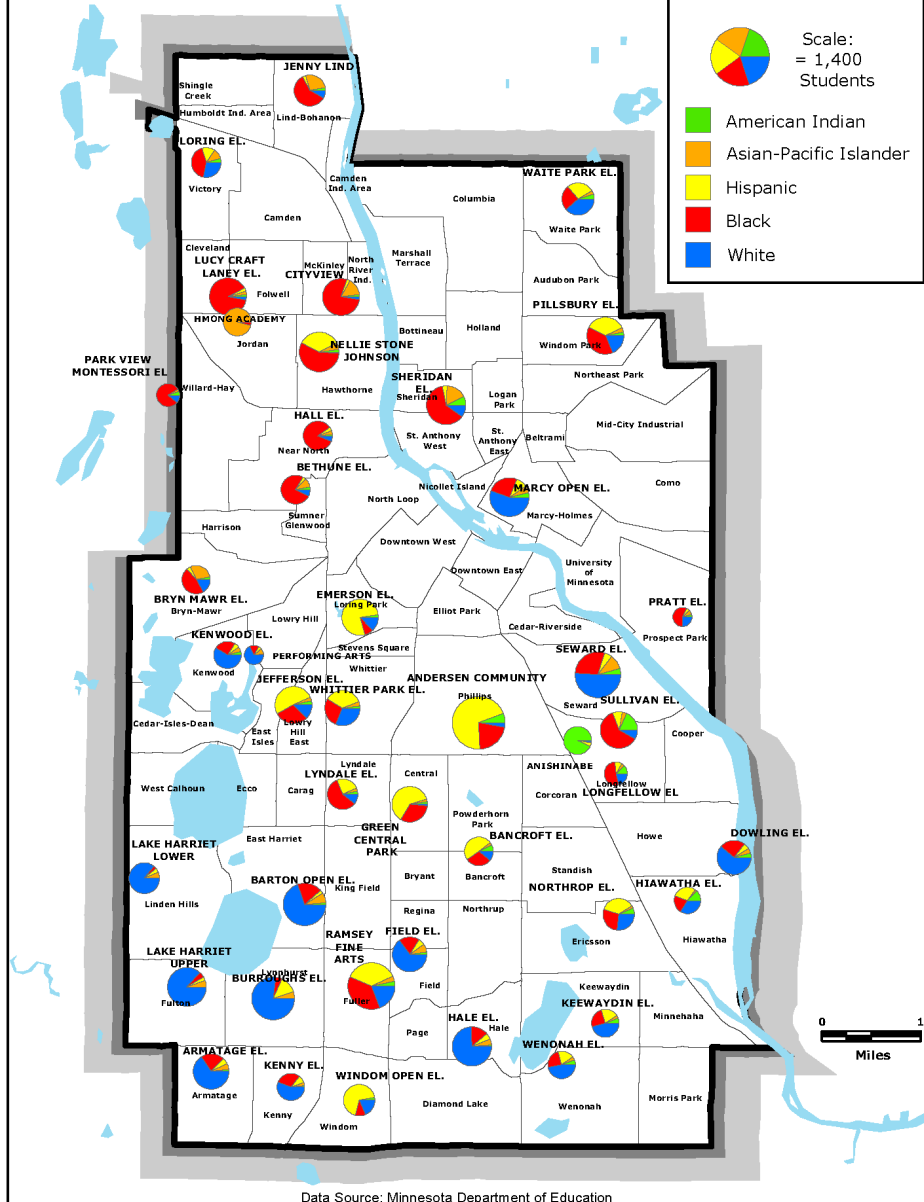 Scale:
= 1,400
Students
American Indian
Asian-Pacific Islander
Hispanic
Black
White
JENNY LIND
Shingle
Creek
Humboldt Ind. Area
Lind-Bohanon
LORING EL.
Victory
Camden
Ind. Area
Camden
WAITE PARK EL.
Columbia
Waite Park
Cleveland
LUCY CRAFT
LANEY EL.
McKinley
North
River
Ind.
CITYVIEW
Folwell
Marshall
Terrace
Audubon Park
PILLSBURY EL.
HMONG ACADEMY
Jordan
Bottineau
Holland
Windom Park
NELLIE STONE
JOHNSON
PARK VIEW
MONTESSORI EL
Willard-Hay
Hawthorne
SHERIDAN
EL.
Sheridan
Logan
Park
Northeast Park
HALL EL.
Near North
St. Anthony
West
St.
Anthony
East
Beltrami
Mid-City Industrial
BETHUNE EL.
Sumner
Glenwood
North Loop
Nicollet Island
MARCY OPEN EL.
Marcy-Holmes
Como
Harrison
Downtown West
Downtown East
University
of
Minnesota
BRYN MAWR EL.
Bryn-Mawr
EMERSON EL.
Loring Park
Lowry Hill
Elliot Park
Cedar-Riverside
PRATT EL.
Prospect Park
KENWOOD EL.
Kenwood
PERFORMING ARTS
Stevens Square
Whittier
SEWARD EL.
Seward
JEFFERSON EL.
WHITTIER PARK EL.
ANDERSEN COMMUNITY
Phillips
SULLIVAN EL.
Cedar-Isles-Dean
East
Isles
Lowry
Hill
East
Cooper
ANISHINABE
Longfellow
LONGFELLOW EL
Corcoran
West Calhoun
Ecco
Carag
Lyndale
LYNDALE EL.
Central
Powderhorn
Park
GREEN
CENTRAL
PARK
BANCROFT EL.
Bancroft
Howe
DOWLING EL.
LAKE HARRIET
LOWER
Linden Hills
East Harriet
BARTON OPEN EL.
King Field
Bryant
Standish
NORTHROP EL.
HIAWATHA EL.
Hiawatha
Regina
Northrup
Ericsson
RAMSEY
FINE
ARTS
FIELD EL.
Field
Fuller
LAKE HARRIET
UPPER
Fulton
Lynnhurst
BURROUGHS EL.
Keewaydin
KEEWAYDIN EL.
Minnehaha
Page
HALE EL.
Hale
WENONAH EL.
Wenonah
ARMATAGE EL.
Armatage
KENNY EL.
Kenny
WINDOM OPEN EL.
Windom
Diamond Lake
Morris Park
0 1
Miles
Data Source: Minnesota Department of Education